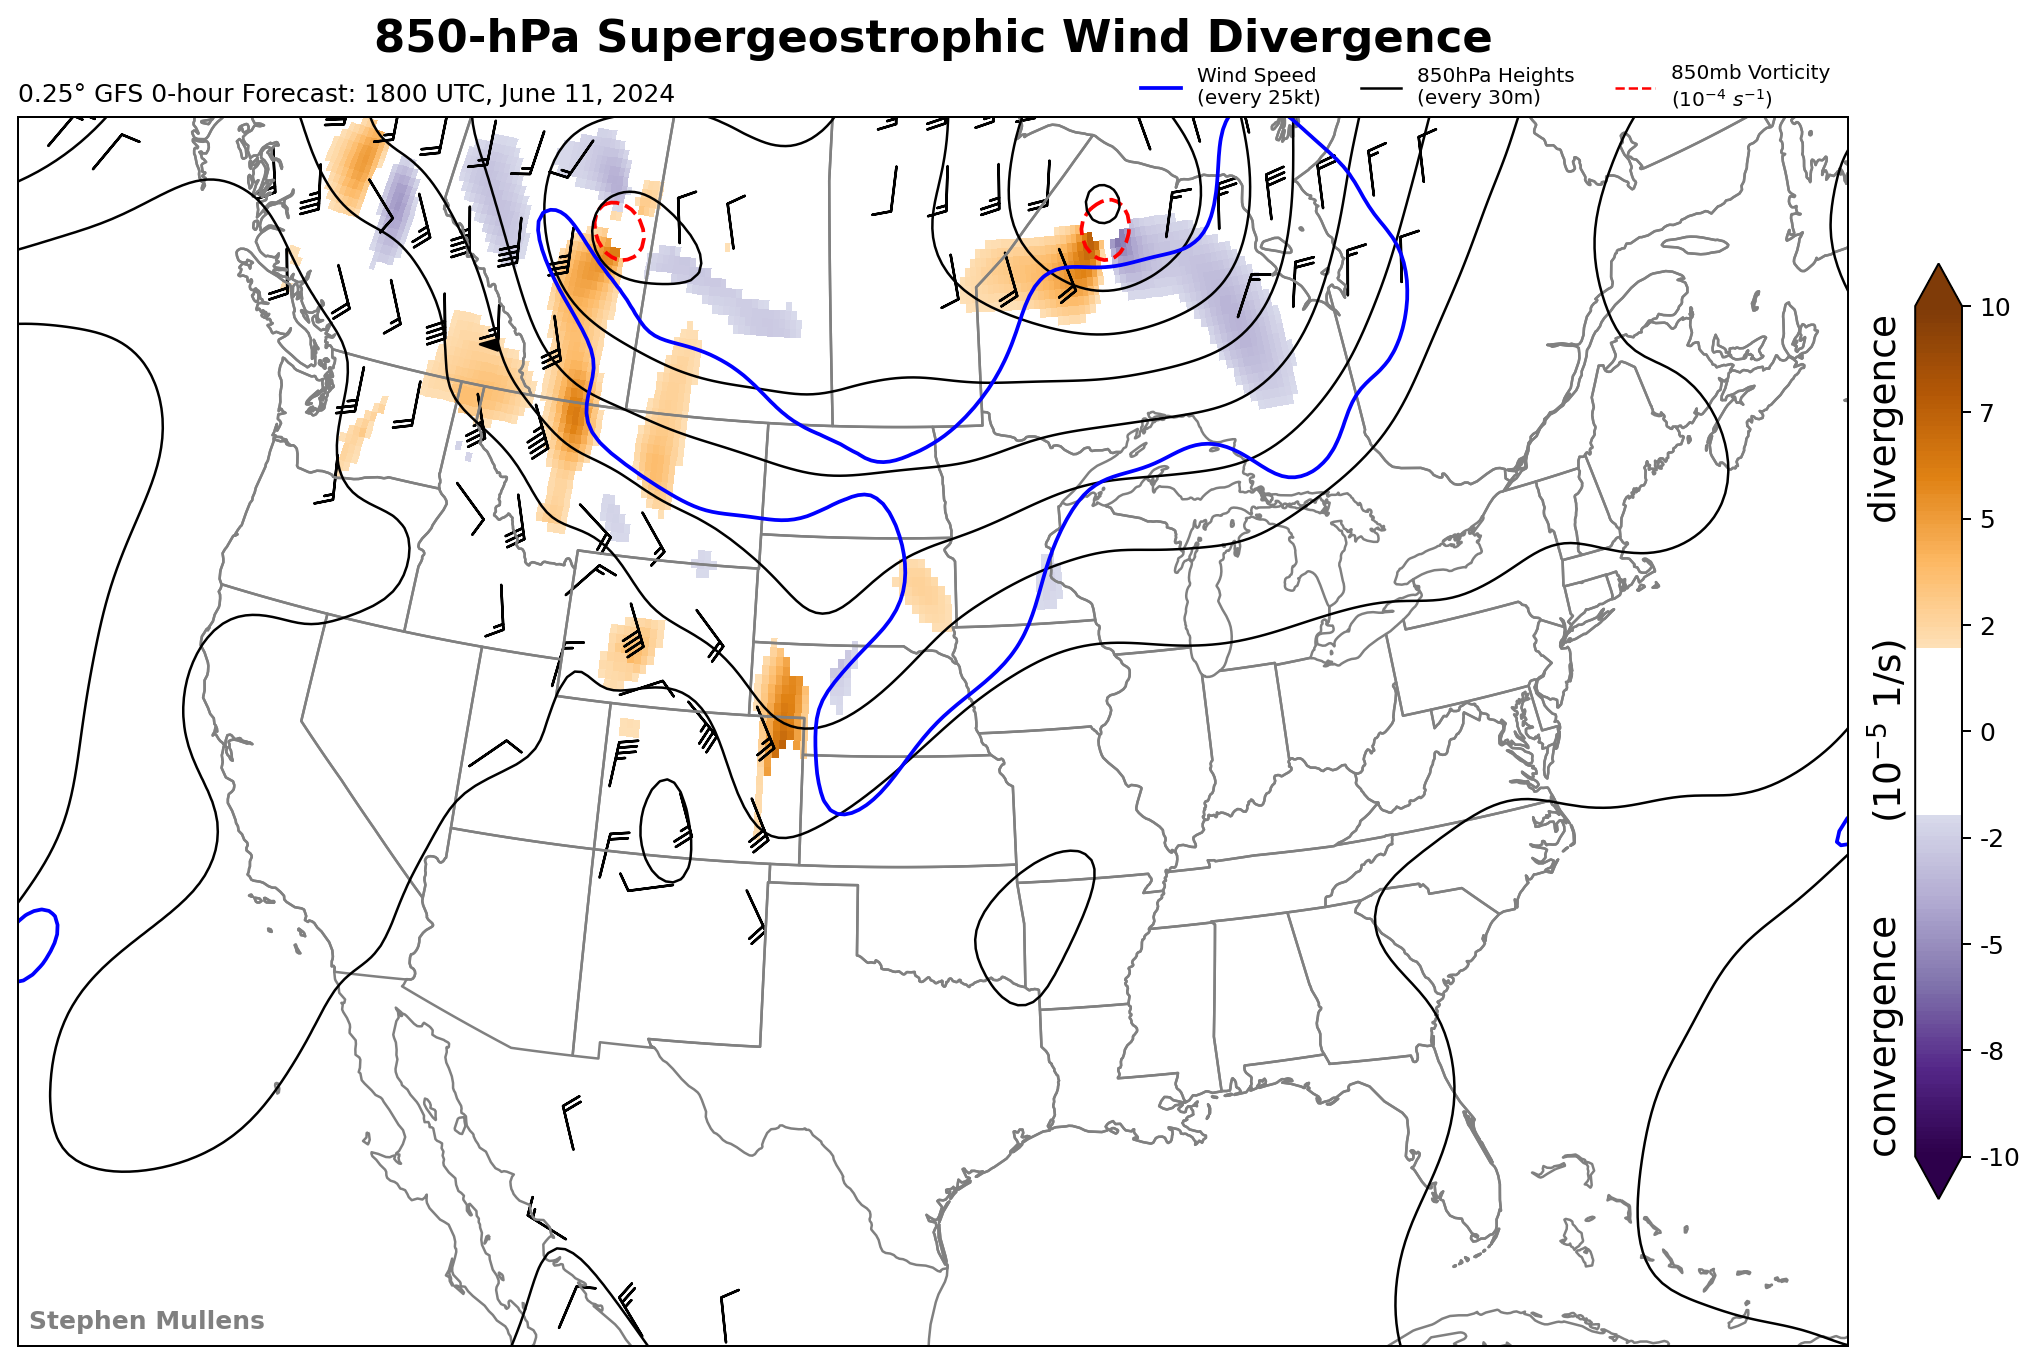 850-hPa Supergeostrophic Wind Divergence
0.25° GFS 0-hour Forecast: 1800 UTC, June 11, 2024
Wind Speed
(every 25kt)
850hPa Heights
(every 30m)
850mb Vorticity
(10⁻⁴ s⁻¹)
10
7
5
2
0
-2
-5
-8
-10
convergence (10⁻⁵ 1/s) divergence
Stephen Mullens